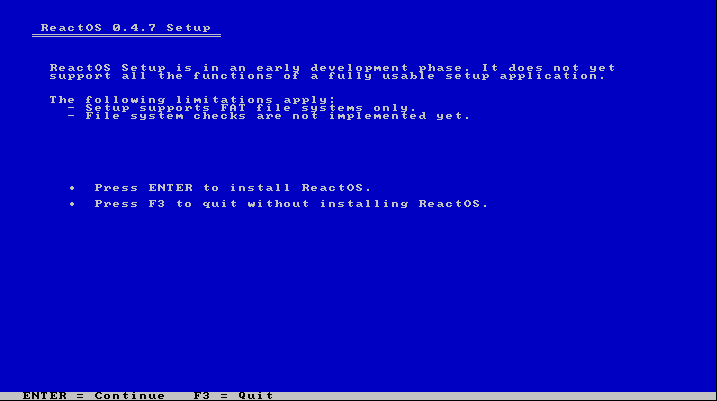 ReactOS 0.4.7 Setup
ReactOS Setup is in an early development phase. It does not yet
support all the functions of a fully usable setup application.
The following limitations apply:
- Setup supports FAT file systems only.
- File system checks are not implemented yet.
• Press ENTER to install ReactOS.
• Press F3 to quit without installing ReactOS.
ENTER = Continue F3 = Quit